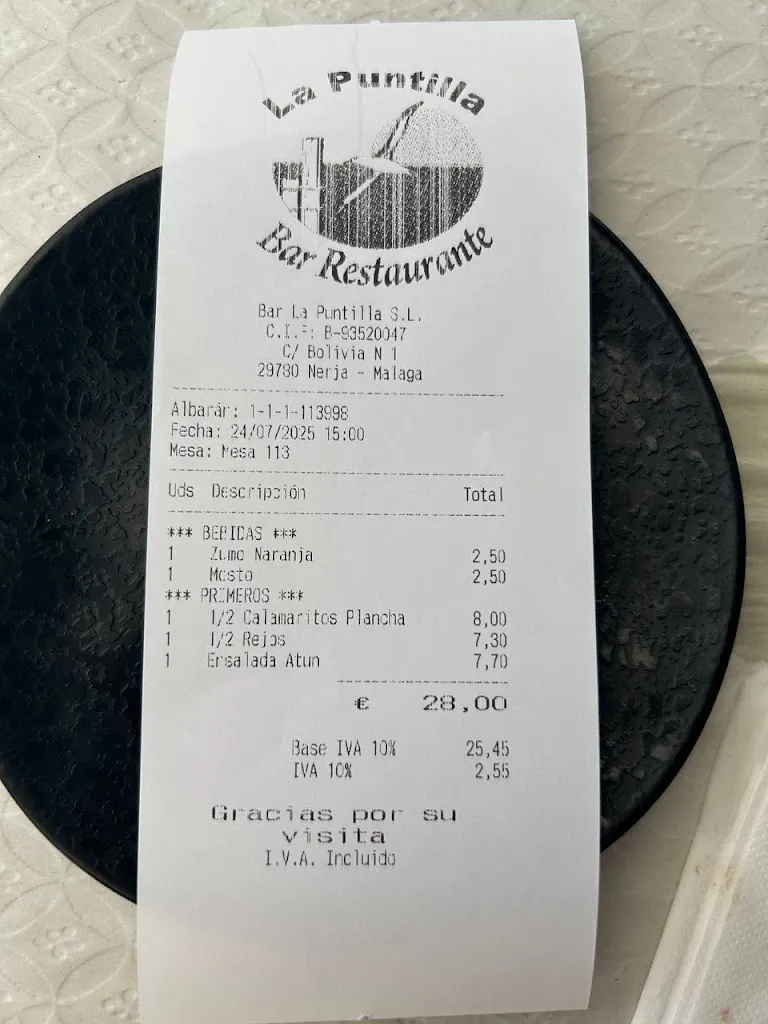 La Puntilla
Bar Restaurante
Bar La Puntilla S.L.
C.I.F: B-93520047
C/ Bolivia N 1
29780 Nerja - Malaga
Albarán: 1-1-1-113998
Fecha: 24/07/2025 15:00
Mesa: Mesa 113
Uds Descripción Total
*** BEBIDAS ***
1 Zumo Naranja 2,50
1 Mosto 2,50
*** PRIMEROS ***
1 1/2 Calamaritos Plancha 8,00
1 1/2 Rejos 7,30
1 Ensalada Atun 7,70
€ 28,00
Base IVA 10% 25,45
IVA 10% 2,55
Gracias por su
visita
I.V.A. Incluido